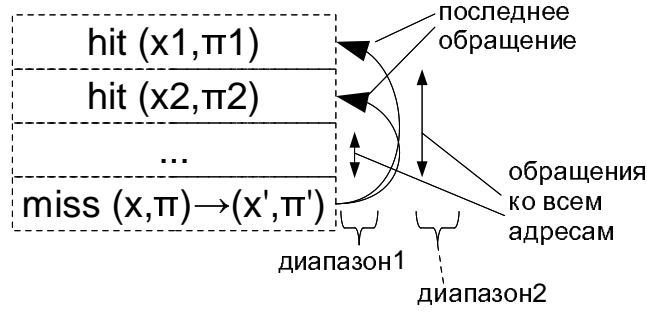 hit (x1,π1)
hit (x2,π2)
...
miss (x,π)→(x',π')
последнее
обращение
обращения
ко всем
адресам
диапазон1
диапазон2